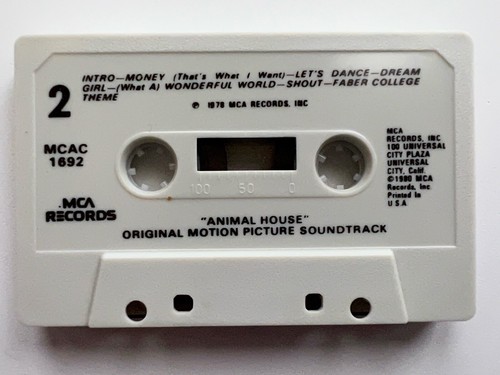 2
INTRO—MONEY (That's What I Want)—LET'S DANCE—DREAM
GIRL—(What A) WONDERFUL WORLD—SHOUT—FABER COLLEGE
THEME
℗ 1978 MCA RECORDS, INC
MCAC
1692
MCA
RECORDS, INC
100 UNIVERSAL
CITY PLAZA
UNIVERSAL
CITY, Calif.
©1980 MCA
Records, Inc
Printed in
U S A
100 50 0
MCA
RECORDS
"ANIMAL HOUSE"
ORIGINAL MOTION PICTURE SOUNDTRACK